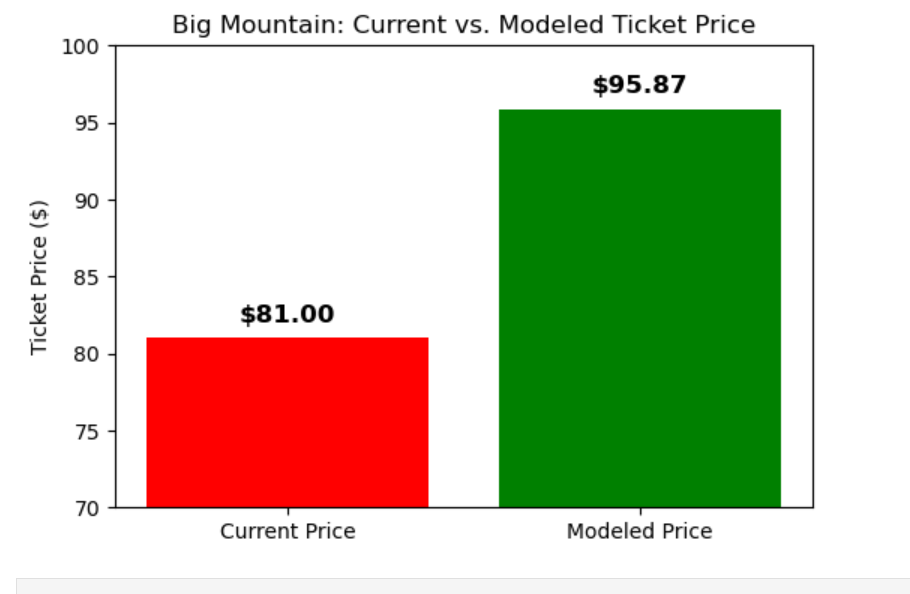 Big Mountain: Current vs. Modeled Ticket Price
100
95
90
85
80
75
70
Ticket Price ($)
$81.00
$95.87
Current Price
Modeled Price